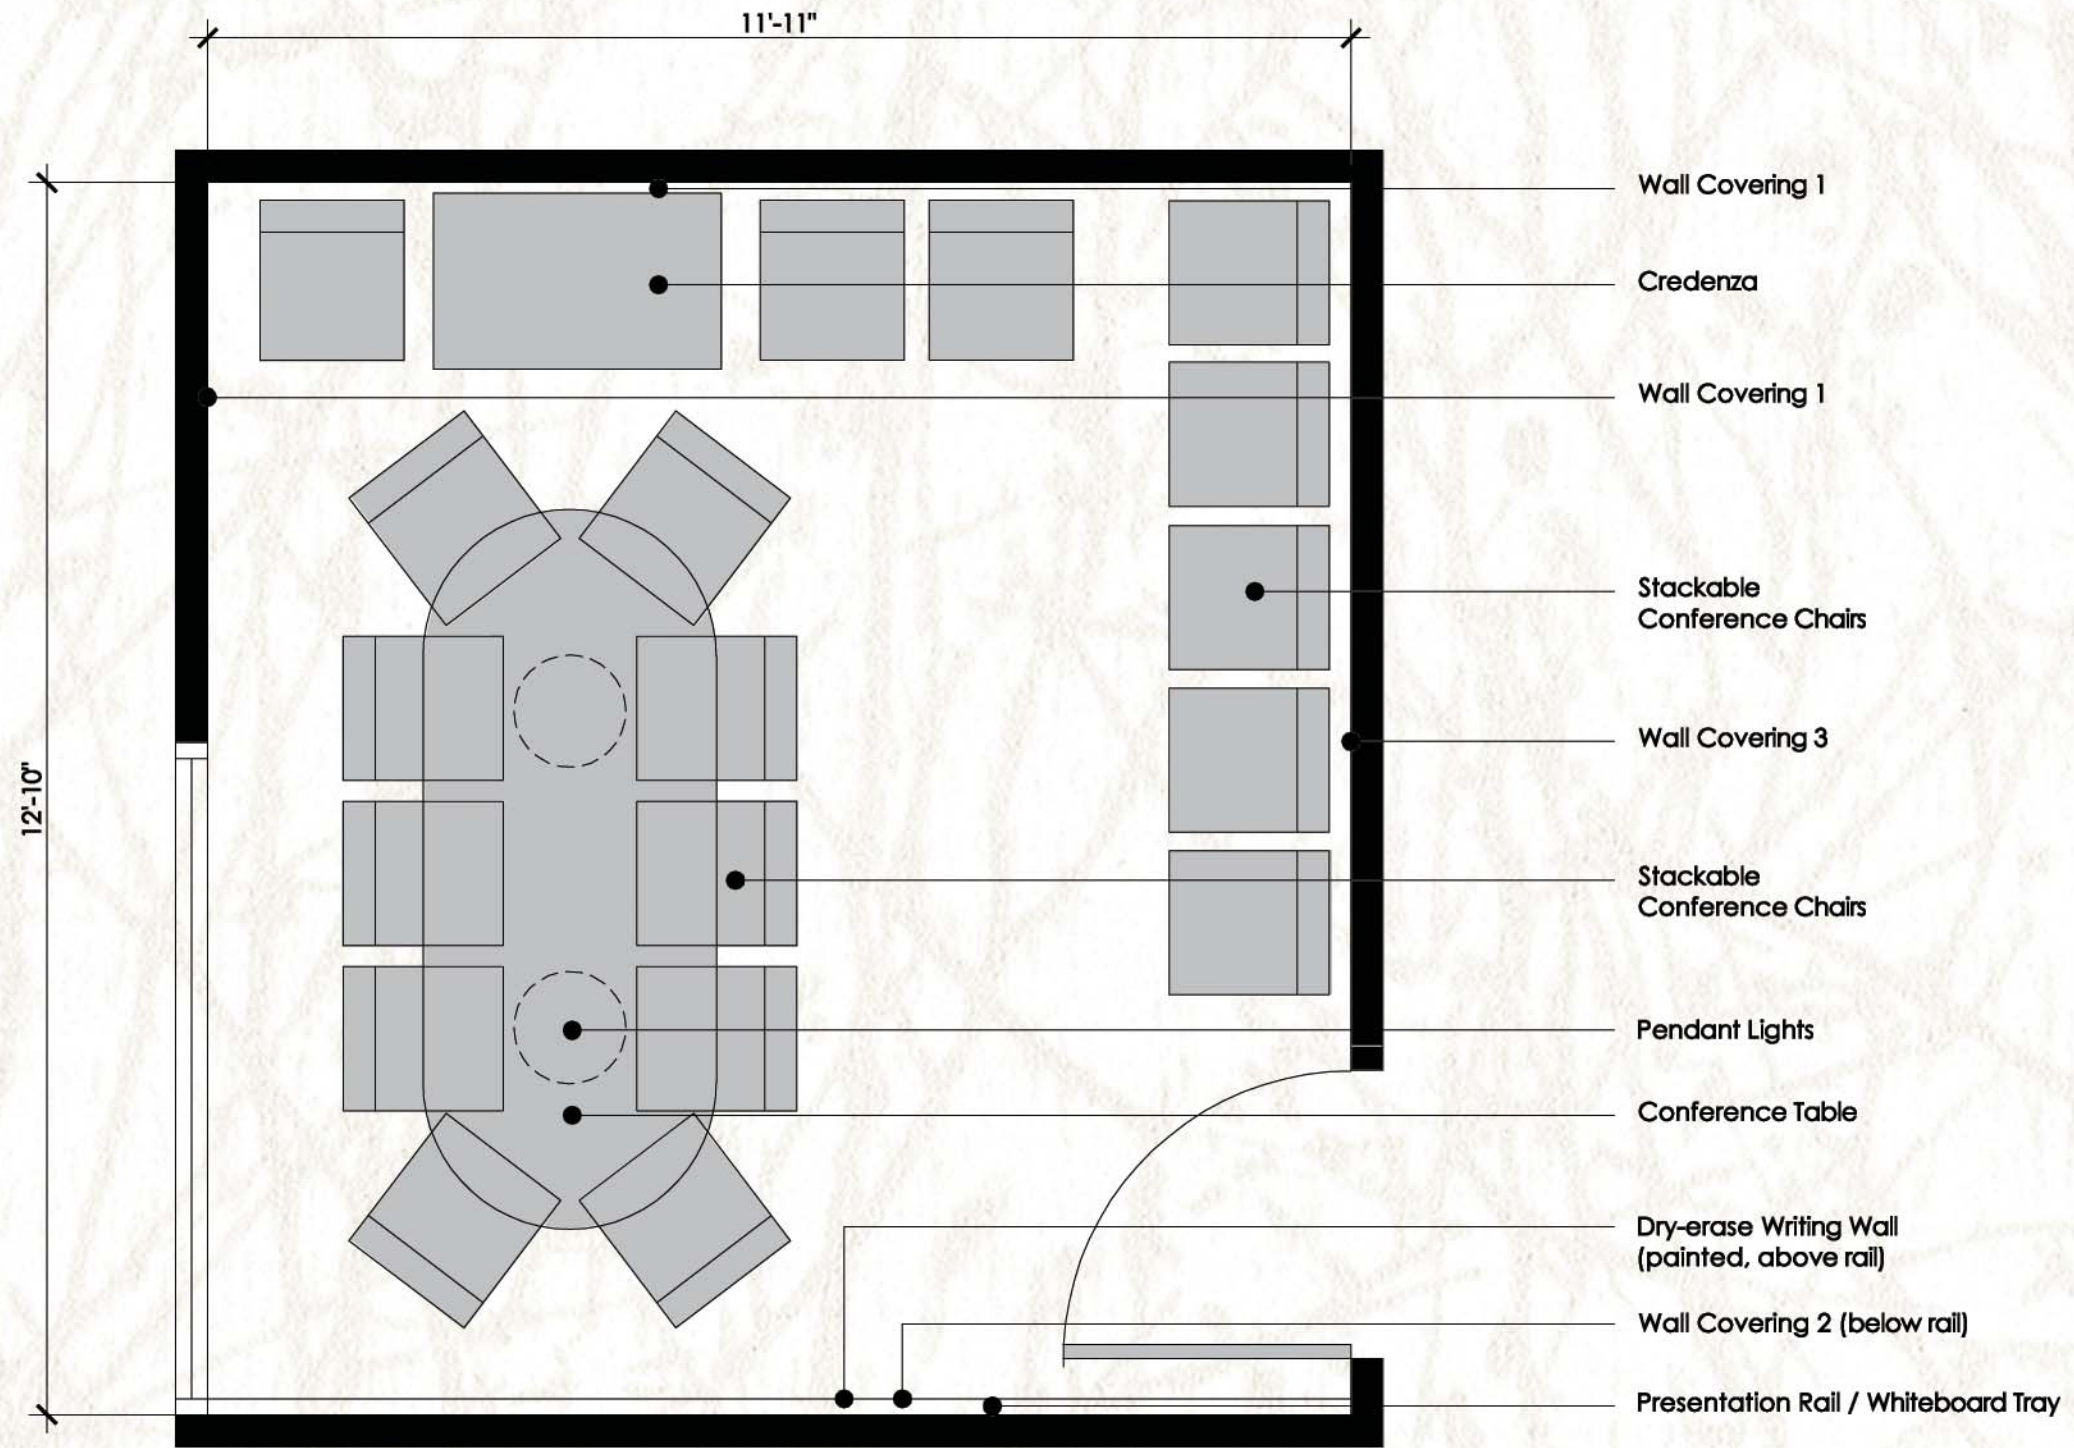 11'-11"
12'-10"
Wall Covering 1
Credenza
Wall Covering 1
Stackable
Conference Chairs
Wall Covering 3
Stackable
Conference Chairs
Pendant Lights
Conference Table
Dry-erase Writing Wall
(painted, above rail)
Wall Covering 2 (below rail)
Presentation Rail / Whiteboard Tray